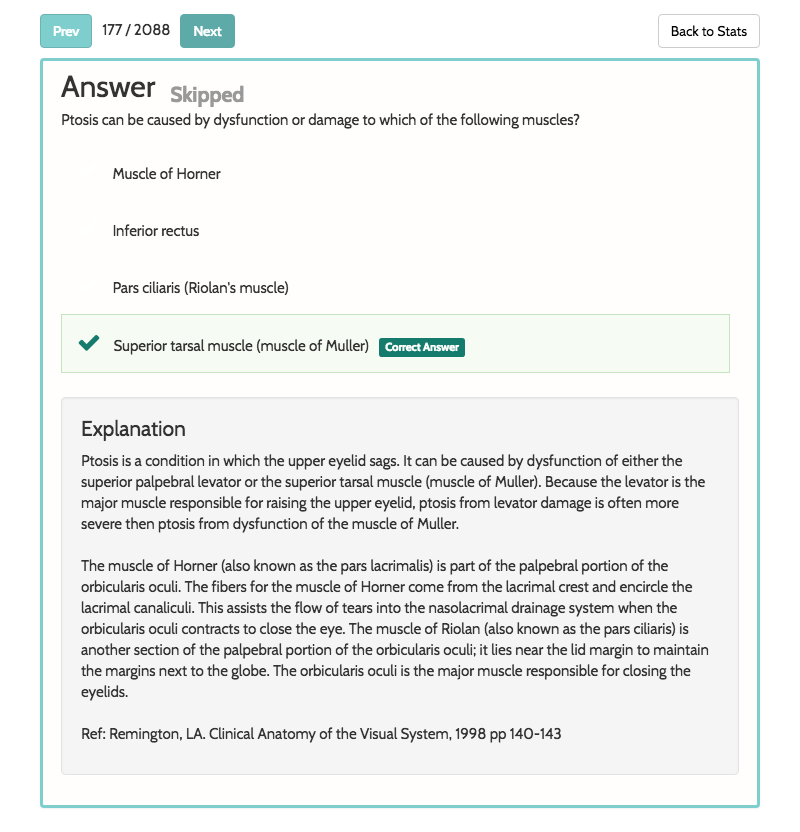 Prev 177 / 2088 Next Back to Stats
Answer Skipped
Ptosis can be caused by dysfunction or damage to which of the following muscles?
Muscle of Horner
Inferior rectus
Pars ciliaris (Riolan's muscle)
Superior tarsal muscle (muscle of Muller) Correct Answer
Explanation
Ptosis is a condition in which the upper eyelid sags. It can be caused by dysfunction of either the
superior palpebral levator or the superior tarsal muscle (muscle of Muller). Because the levator is the
major muscle responsible for raising the upper eyelid, ptosis from levator damage is often more
severe then ptosis from dysfunction of the muscle of Muller.
The muscle of Horner (also known as the pars lacrimalis) is part of the palpebral portion of the
orbicularis oculi. The fibers for the muscle of Horner come from the lacrimal crest and encircle the
lacrimal canaliculi. This assists the flow of tears into the nasolacrimal drainage system when the
orbicularis oculi contracts to close the eye. The muscle of Riolan (also known as the pars ciliaris) is
another section of the palpebral portion of the orbicularis oculi; it lies near the lid margin to maintain
the margins next to the globe. The orbicularis oculi is the major muscle responsible for closing the
eyelids.
Ref: Remington, LA. Clinical Anatomy of the Visual System, 1998 pp 140-143